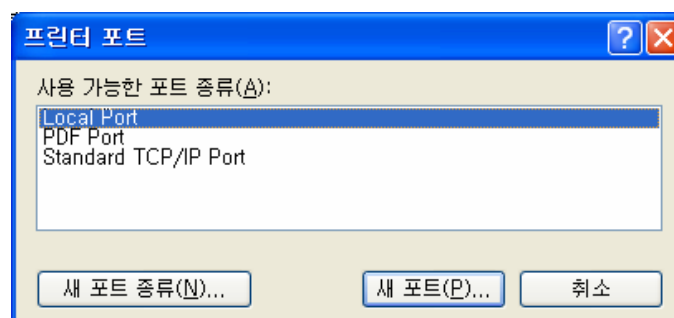 프린터 포트
사용 가능한 포트 종류(A):
Local Port
PDF Port
Standard TCP/IP Port
새 포트 종류(N)... 새 포트(P)... 취소